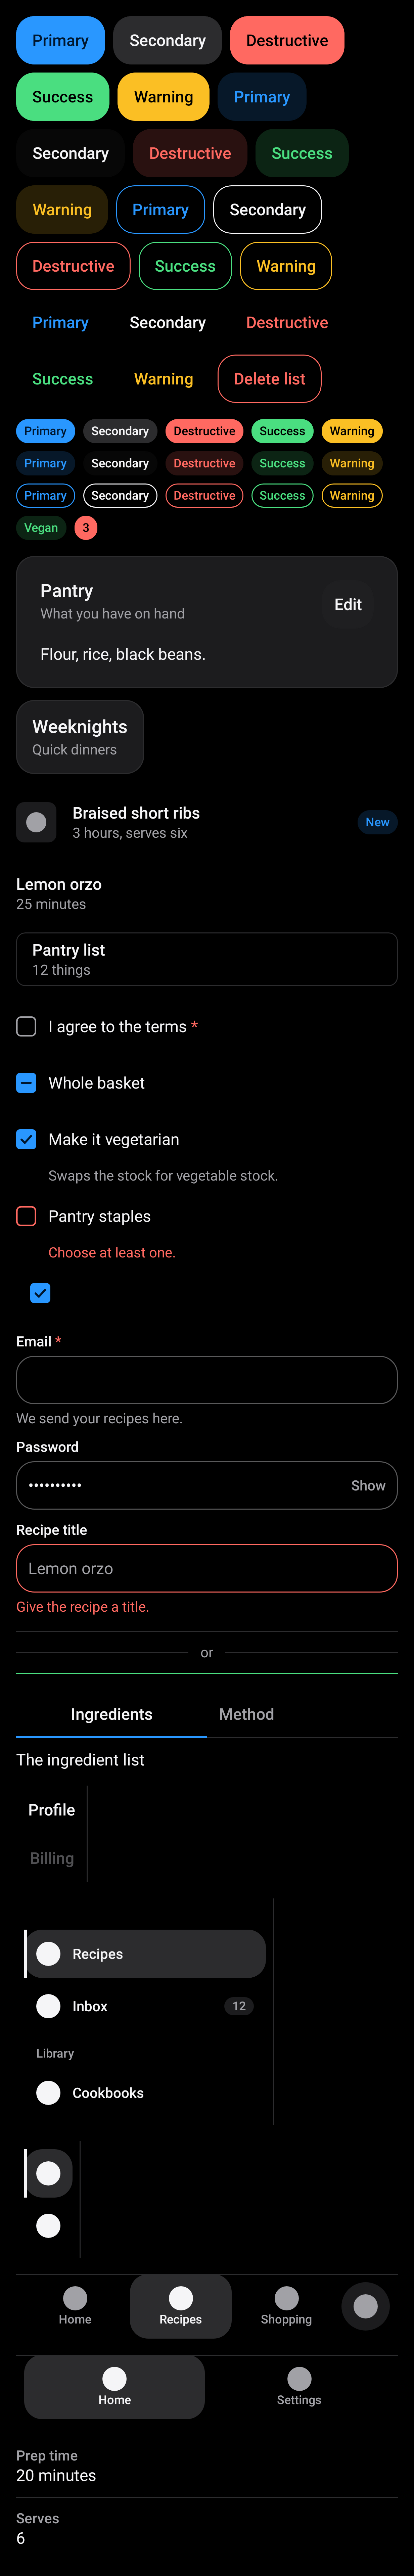 Primary Secondary Destructive
Success Warning Primary
Secondary Destructive Success
Warning Primary Secondary
Destructive Success Warning
Primary Secondary Destructive
Success Warning Delete list
Primary Secondary Destructive Success Warning
Primary Secondary Destructive Success Warning
Primary Secondary Destructive Success Warning
Vegan 3
Pantry
What you have on hand
Edit
Flour, rice, black beans.
Weeknights
Quick dinners
Braised short ribs
3 hours, serves six
New
Lemon orzo
25 minutes
Pantry list
12 things
I agree to the terms *
Whole basket
Make it vegetarian
Swaps the stock for vegetable stock.
Pantry staples
Choose at least one.
Email *
We send your recipes here.
Password
•••••••••• Show
Recipe title
Lemon orzo
Give the recipe a title.
or
Ingredients Method
The ingredient list
Profile
Billing
Recipes
Inbox 12
Library
Cookbooks
Home Recipes Shopping
Home Settings
Prep time
20 minutes
Serves
6